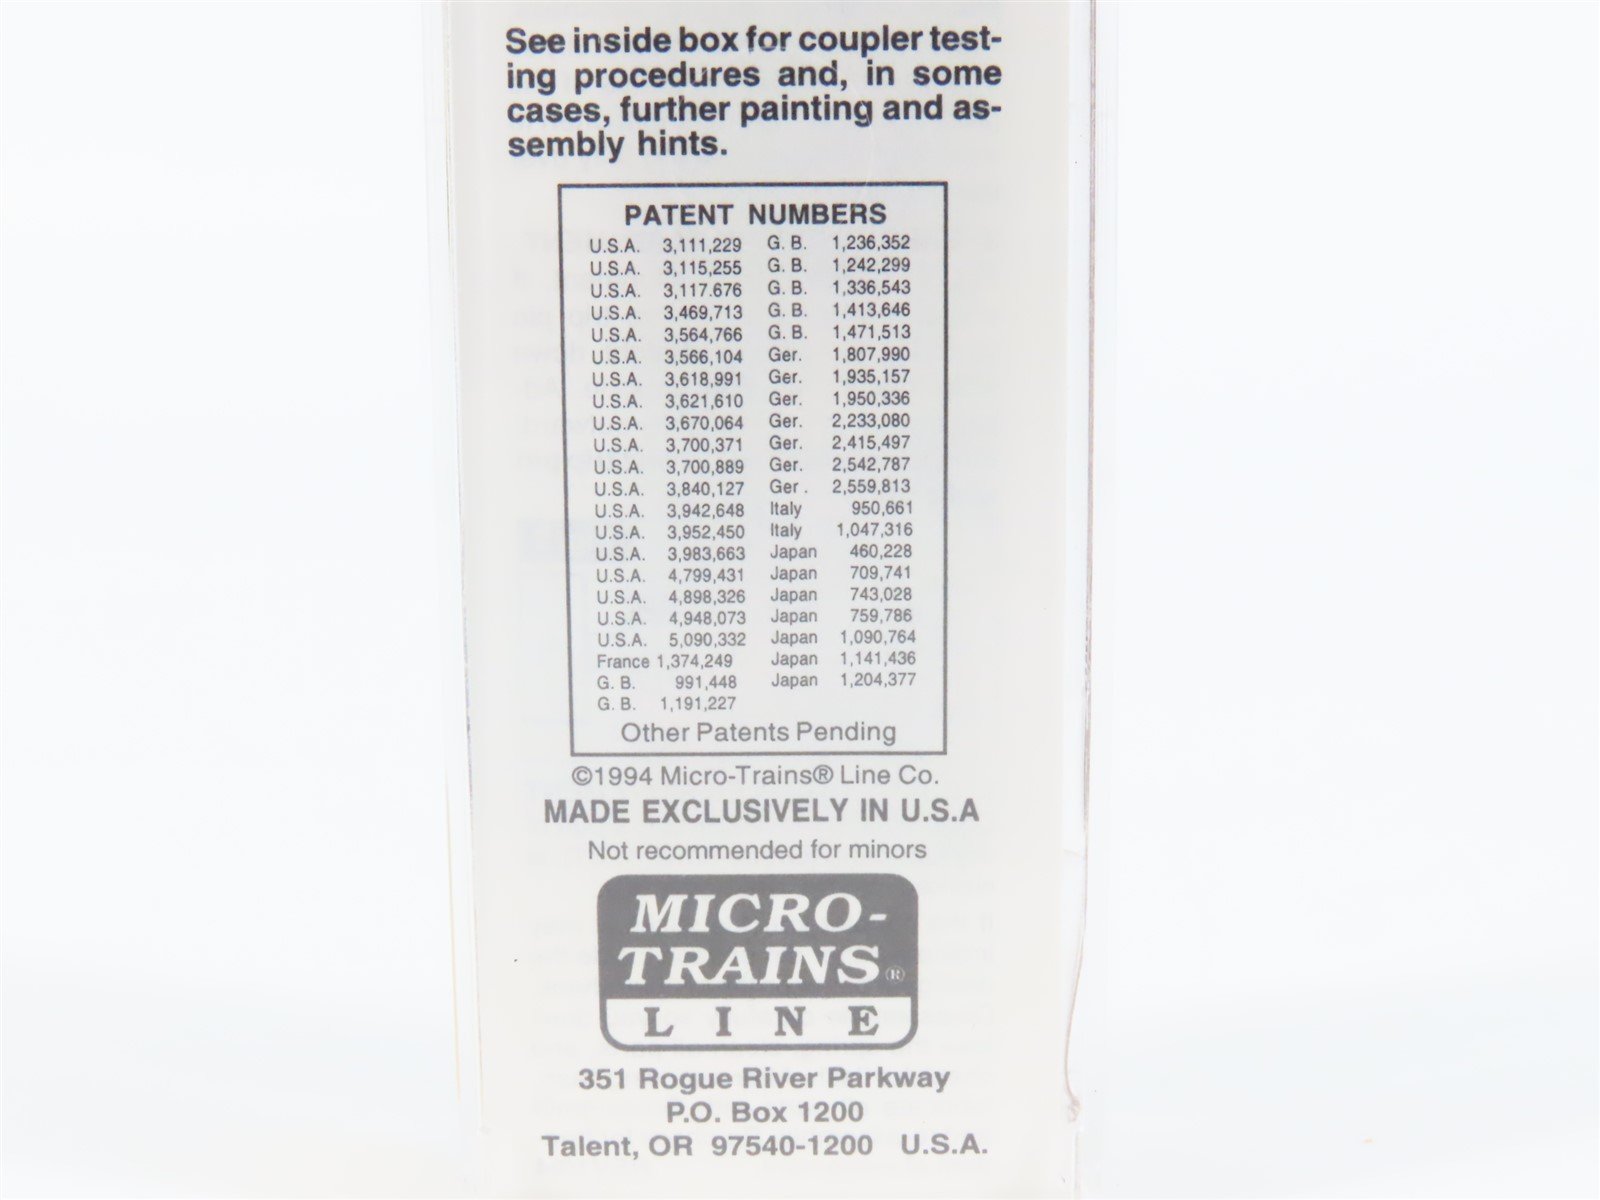 See inside box for coupler test-
ing procedures and, in some
cases, further painting and as-
sembly hints.
PATENT NUMBERS
U.S.A. 3,111,229 G. B. 1,236,352
U.S.A. 3,115,255 G. B. 1,242,299
U.S.A. 3,117.676 G. B. 1,336,543
U.S.A. 3,469,713 G. B. 1,413,646
U.S.A. 3,564,766 G. B. 1,471,513
U.S.A. 3,566,104 Ger. 1,807,990
U.S.A. 3,618,991 Ger. 1,935,157
U.S.A. 3,621,610 Ger. 1,950,336
U.S.A. 3,670,064 Ger. 2,233,080
U.S.A. 3,700,371 Ger. 2,415,497
U.S.A. 3,700,889 Ger. 2,542,787
U.S.A. 3,840,127 Ger . 2,559,813
U.S.A. 3,942,648 Italy 950,661
U.S.A. 3,952,450 Italy 1,047,316
U.S.A. 3,983,663 Japan 460,228
U.S.A. 4,799,431 Japan 709,741
U.S.A. 4,898,326 Japan 743,028
U.S.A. 4,948,073 Japan 759,786
U.S.A. 5,090,332 Japan 1,090,764
France 1,374,249 Japan 1,141,436
G. B. 991,448 Japan 1,204,377
G. B. 1,191,227
Other Patents Pending
©1994 Micro-Trains® Line Co.
MADE EXCLUSIVELY IN U.S.A
Not recommended for minors
MICRO-
TRAINS®
LINE
351 Rogue River Parkway
P.O. Box 1200
Talent, OR 97540-1200 U.S.A.